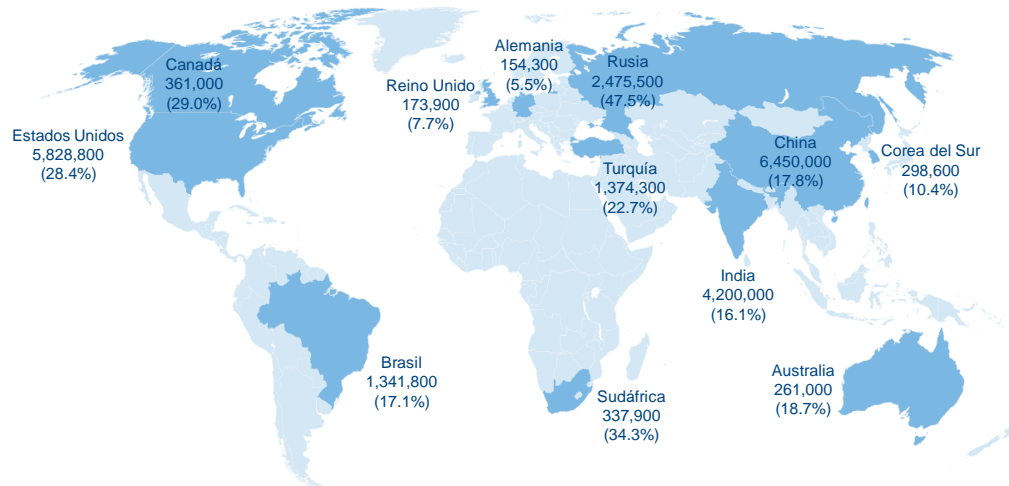 Canadá
361,000
(29.0%)
Estados Unidos
5,828,800
(28.4%)
Reino Unido
173,900
(7.7%)
Alemania
154,300
(5.5%)
Rusia
2,475,500
(47.5%)
Turquía
1,374,300
(22.7%)
China
6,450,000
(17.8%)
Corea del Sur
298,600
(10.4%)
India
4,200,000
(16.1%)
Brasil
1,341,800
(17.1%)
Sudáfrica
337,900
(34.3%)
Australia
261,000
(18.7%)